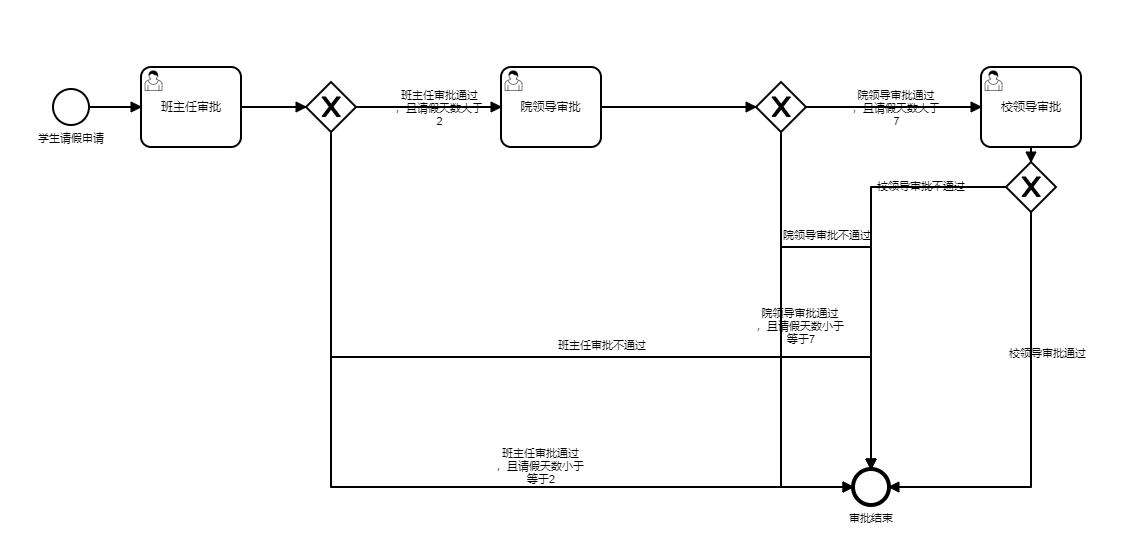 学生请假申请
班主任审批
班主任审批通过
，且请假天数大于
2
院领导审批
院领导审批通过
，且请假天数大于
7
校领导审批
校领导审批不通过
院领导审批不通过
院领导审批通过
，且请假天数小于
等于7
班主任审批不通过
校领导审批通过
班主任审批通过
，且请假天数小于
等于2
审批结束